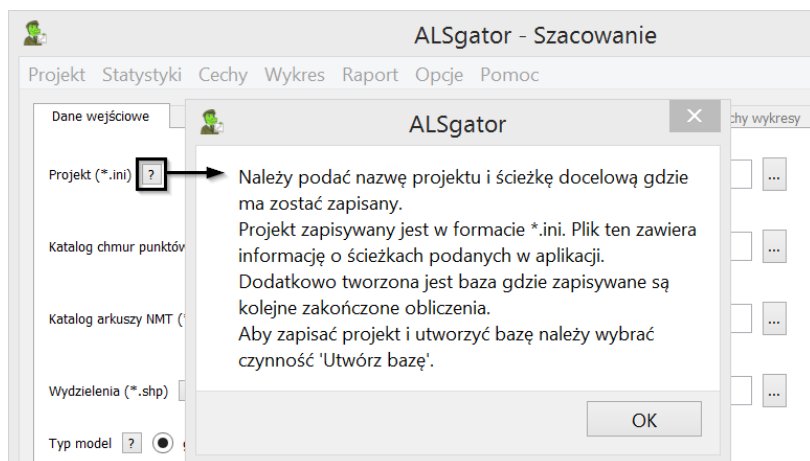 ALSgator - Szacowanie
Projekt Statystyki Cechy Wykres Raport Opcje Pomoc
Dane wejściowe
chy wykresy
ALSgator
Projekt (*.ini) ?
...
Należy podać nazwę projektu i ścieżkę docelową gdzie
ma zostać zapisany.
Projekt zapisywany jest w formacie *.ini. Plik ten zawiera
informację o ścieżkach podanych w aplikacji.
Dodatkowo tworzona jest baza gdzie zapisywane są
kolejne zakończone obliczenia.
Aby zapisać projekt i utworzyć bazę należy wybrać
czynność 'Utwórz bazę'.
OK
Katalog chmur punktów
...
Katalog arkuszy NMT (
...
Wydzielenia (*.shp)
...
Typ model ?